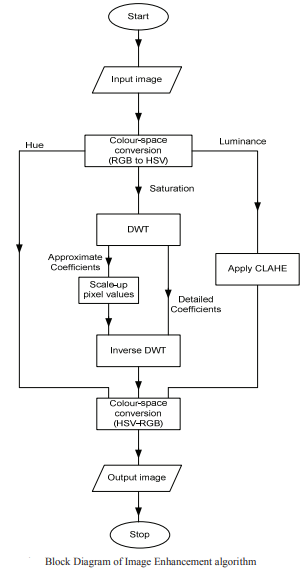 Start
Input image
Colour-space
conversion
(RGB to HSV)
Hue
Luminance
Saturation
DWT
Approximate
Coefficients
Scale-up
pixel values
Detailed
Coefficients
Apply CLAHE
Inverse DWT
Colour-space
conversion
(HSV-RGB)
Output image
Stop
Block Diagram of Image Enhancement algorithm